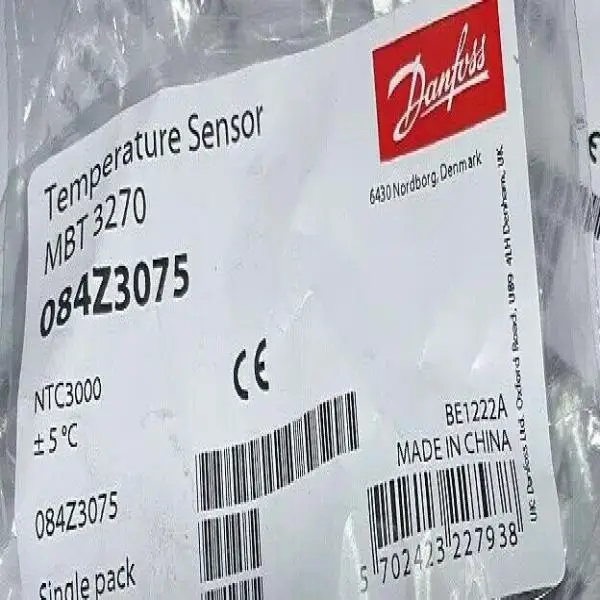 Danfoss
6430 Nordborg, Denmark
Temperature Sensor
MBT 3270
084Z3075
CE
NTC3000
± 5 °C
BE1222A
MADE IN CHINA
084Z3075
5 702423 227938
Single pack
UK: Danfoss Ltd. Oxford Road, UB9 4LH Denham, UK